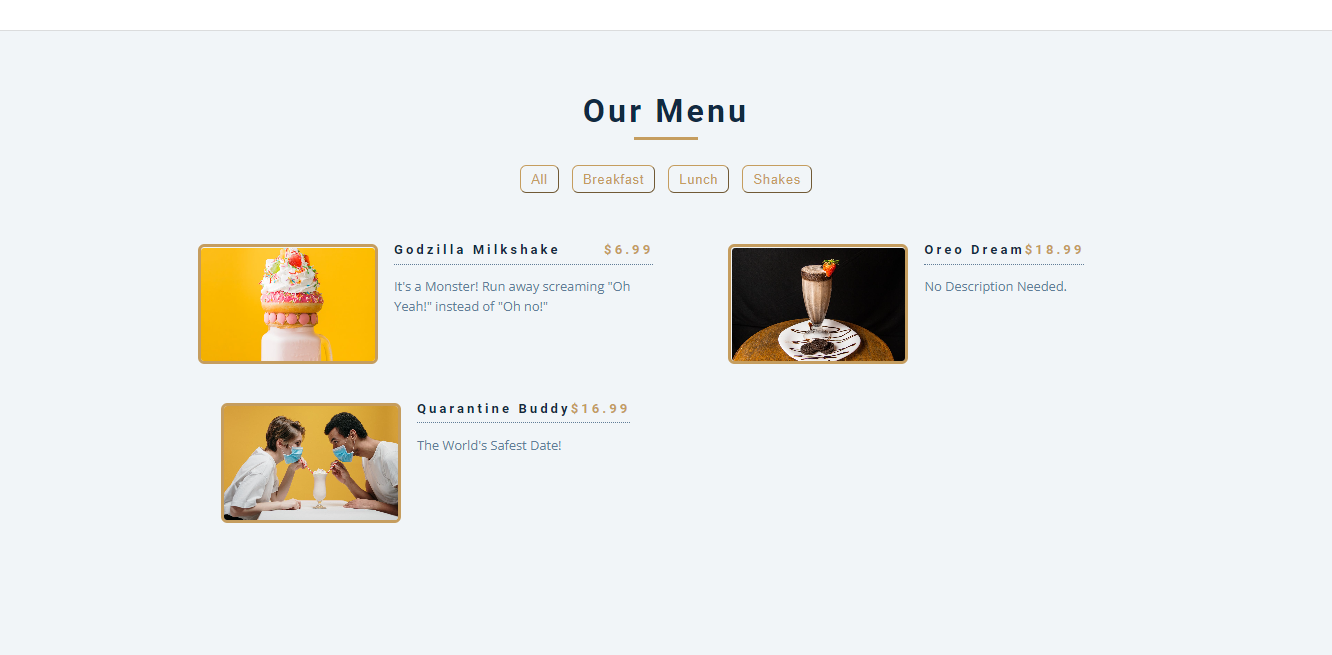 Our Menu
All Breakfast Lunch Shakes
Godzilla Milkshake $6.99
It's a Monster! Run away screaming "Oh
Yeah!" instead of "Oh no!"
Oreo Dream $18.99
No Description Needed.
Quarantine Buddy $16.99
The World's Safest Date!